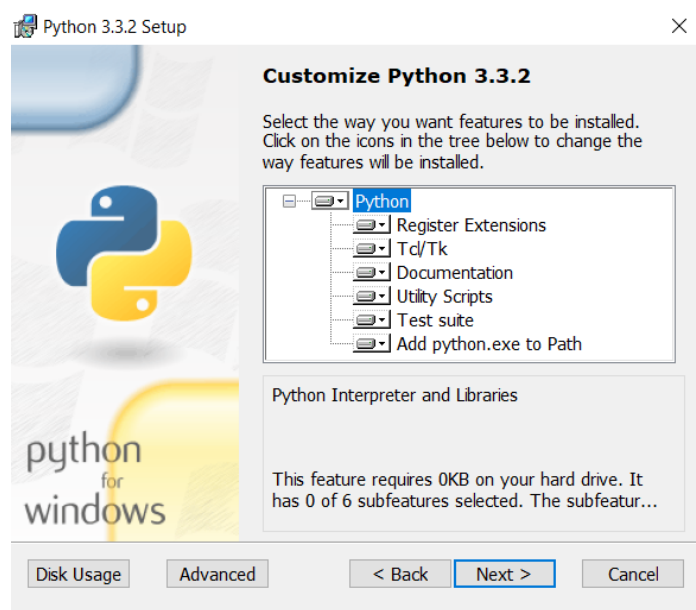 Python 3.3.2 Setup
Customize Python 3.3.2
Select the way you want features to be installed.
Click on the icons in the tree below to change the
way features will be installed.
Python
Register Extensions
Tcl/Tk
Documentation
Utility Scripts
Test suite
Add python.exe to Path
Python Interpreter and Libraries
This feature requires 0KB on your hard drive. It
has 0 of 6 subfeatures selected. The subfeatur...
python
for
windows
Disk Usage
Advanced
< Back
Next >
Cancel